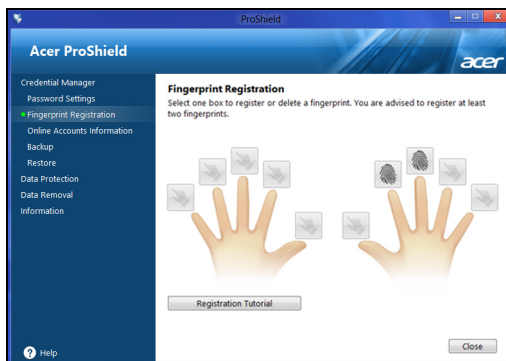 ProShield
Acer ProShield
acer
Credential Manager
Password Settings
Fingerprint Registration
Online Accounts Information
Backup
Restore
Data Protection
Data Removal
Information
Help
Fingerprint Registration
Select one box to register or delete a fingerprint. You are advised to register at least
two fingerprints.
Registration Tutorial
Close